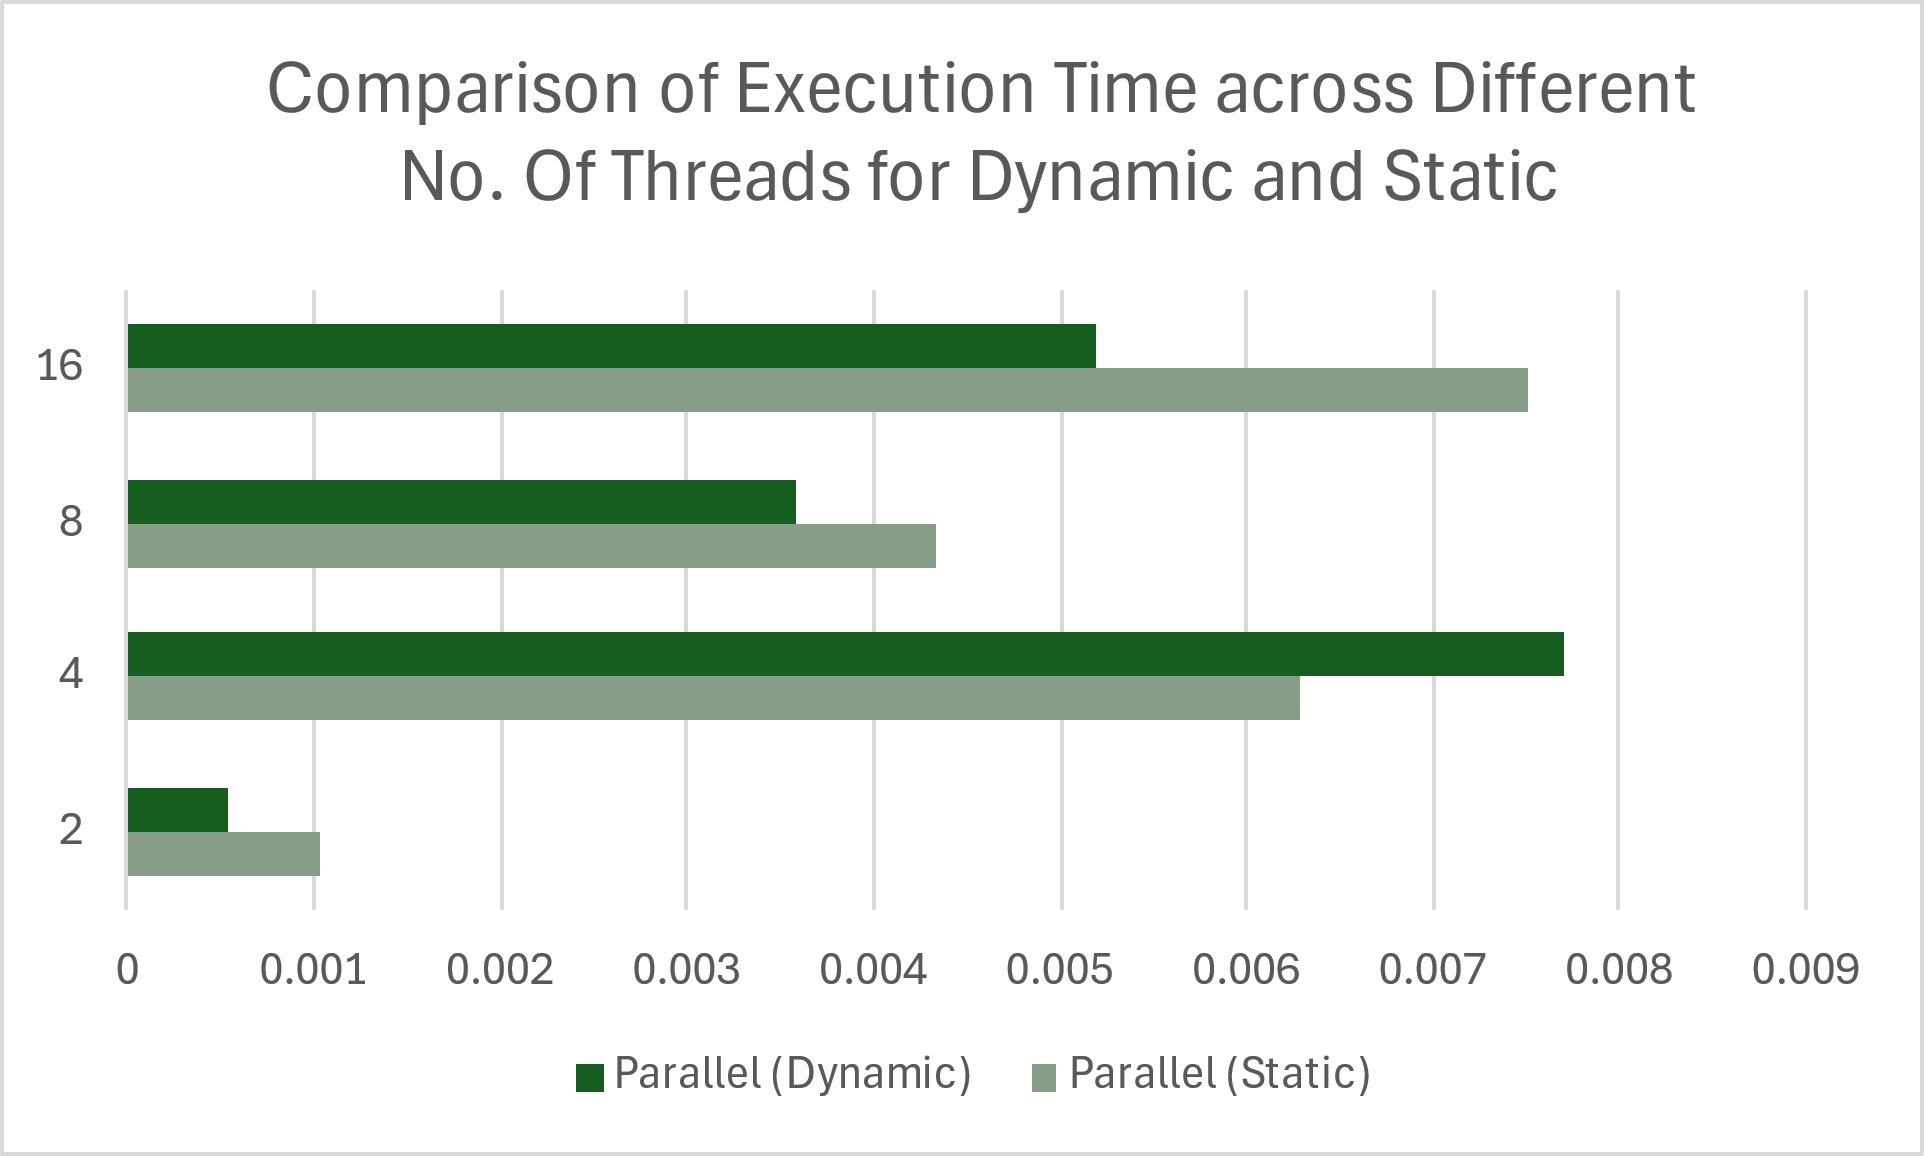 Comparison of Execution Time across Different
No. Of Threads for Dynamic and Static
16
8
4
2
0 0.001 0.002 0.003 0.004 0.005 0.006 0.007 0.008 0.009
Parallel (Dynamic) Parallel (Static)